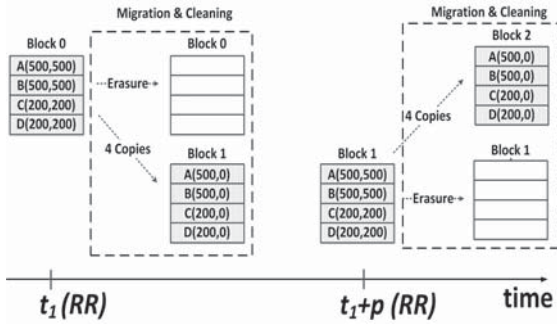 Migration & Cleaning
Block 0
A(500,500)
B(500,500)
C(200,200)
D(200,200)
Erasure
4 Copies
Block 0
Block 1
A(500,0)
B(500,0)
C(200,0)
D(200,0)
Migration & Cleaning
Block 2
A(500,0)
B(500,0)
C(200,0)
D(200,0)
4 Copies
Block 1
A(500,500)
B(500,500)
C(200,200)
D(200,200)
Erasure
Block 1
t1 (RR)
t1+p (RR)
time